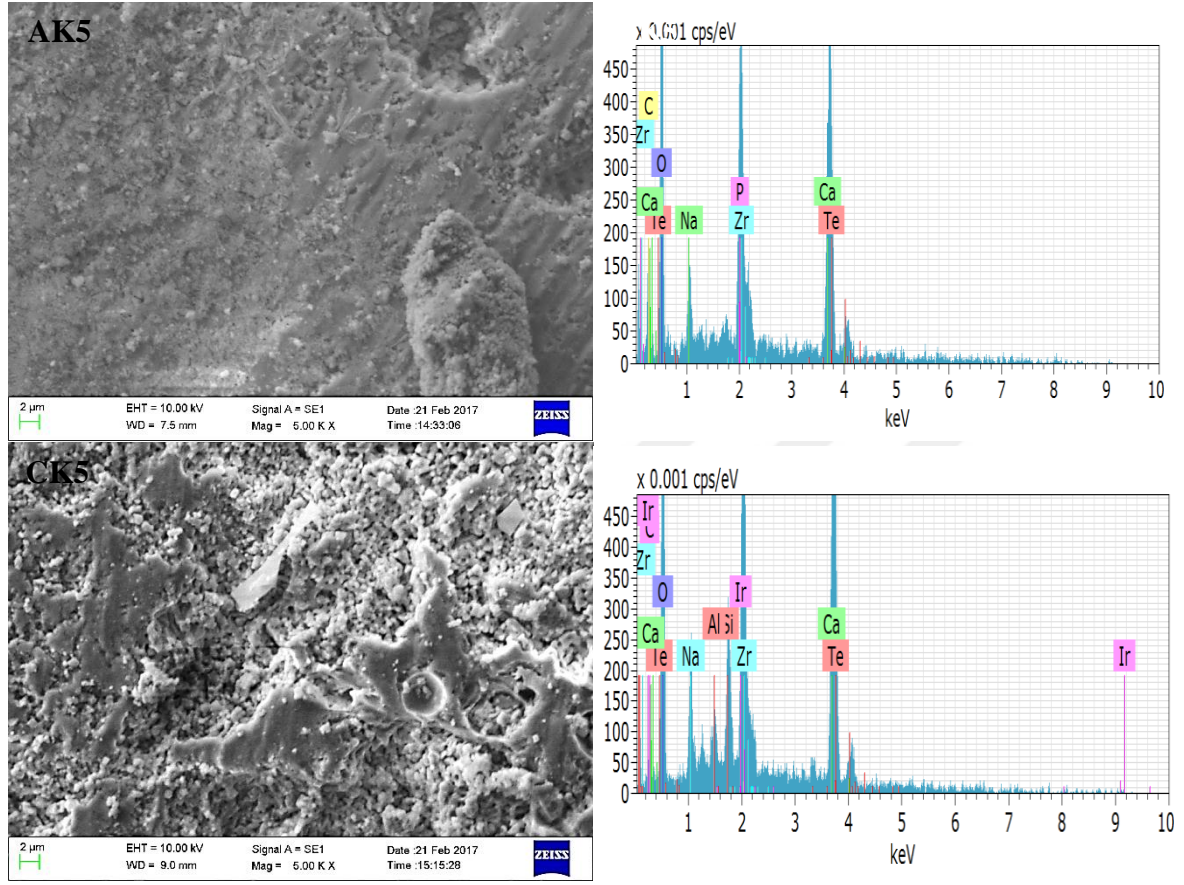 AK5
2 µm
EHT = 10.00 kV Signal A = SE1 Date :21 Feb 2017
WD = 7.5 mm Mag = 5.00 K X Time :14:33:06
ZEISS
cps/eV
450
400
350
300
250
200
150
100
50
0
C
Zr
O
Ca
Te
Na
P
Zr
Ca
Te
1 2 3 4 5 6 7 8 9 10
keV
CK5
2 µm
EHT = 10.00 kV Signal A = SE1 Date :21 Feb 2017
WD = 9.0 mm Mag = 5.00 K X Time :15:15:28
ZEISS
x 0.001 cps/eV
450
400
350
300
250
200
150
100
50
0
Ir
Zr
O
Ca
Te
Na
Al
Ir
Zr
Ca
Te
Ir
1 2 3 4 5 6 7 8 9 10
keV